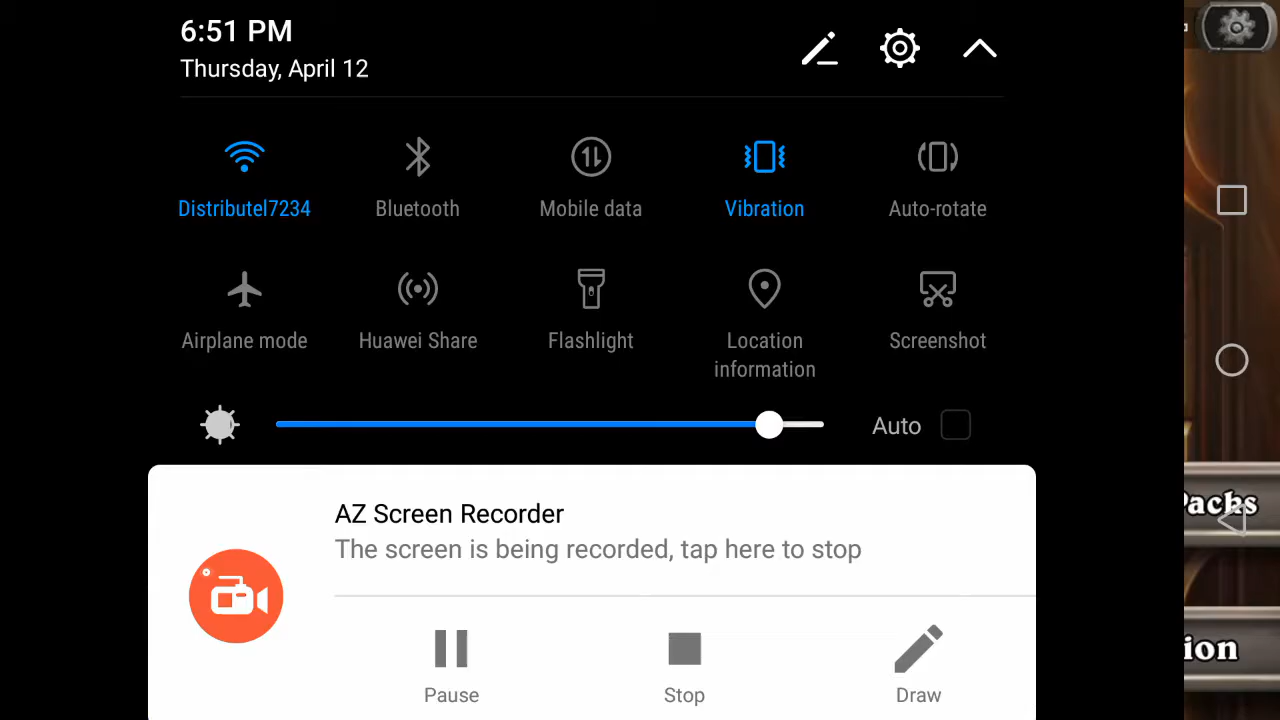 6:51 PM
Thursday, April 12
Distributel7234
Bluetooth
Mobile data
Vibration
Auto-rotate
Airplane mode
Huawei Share
Flashlight
Location
information
Screenshot
Auto
AZ Screen Recorder
The screen is being recorded, tap here to stop
Pause
Stop
Draw
Packs
ion